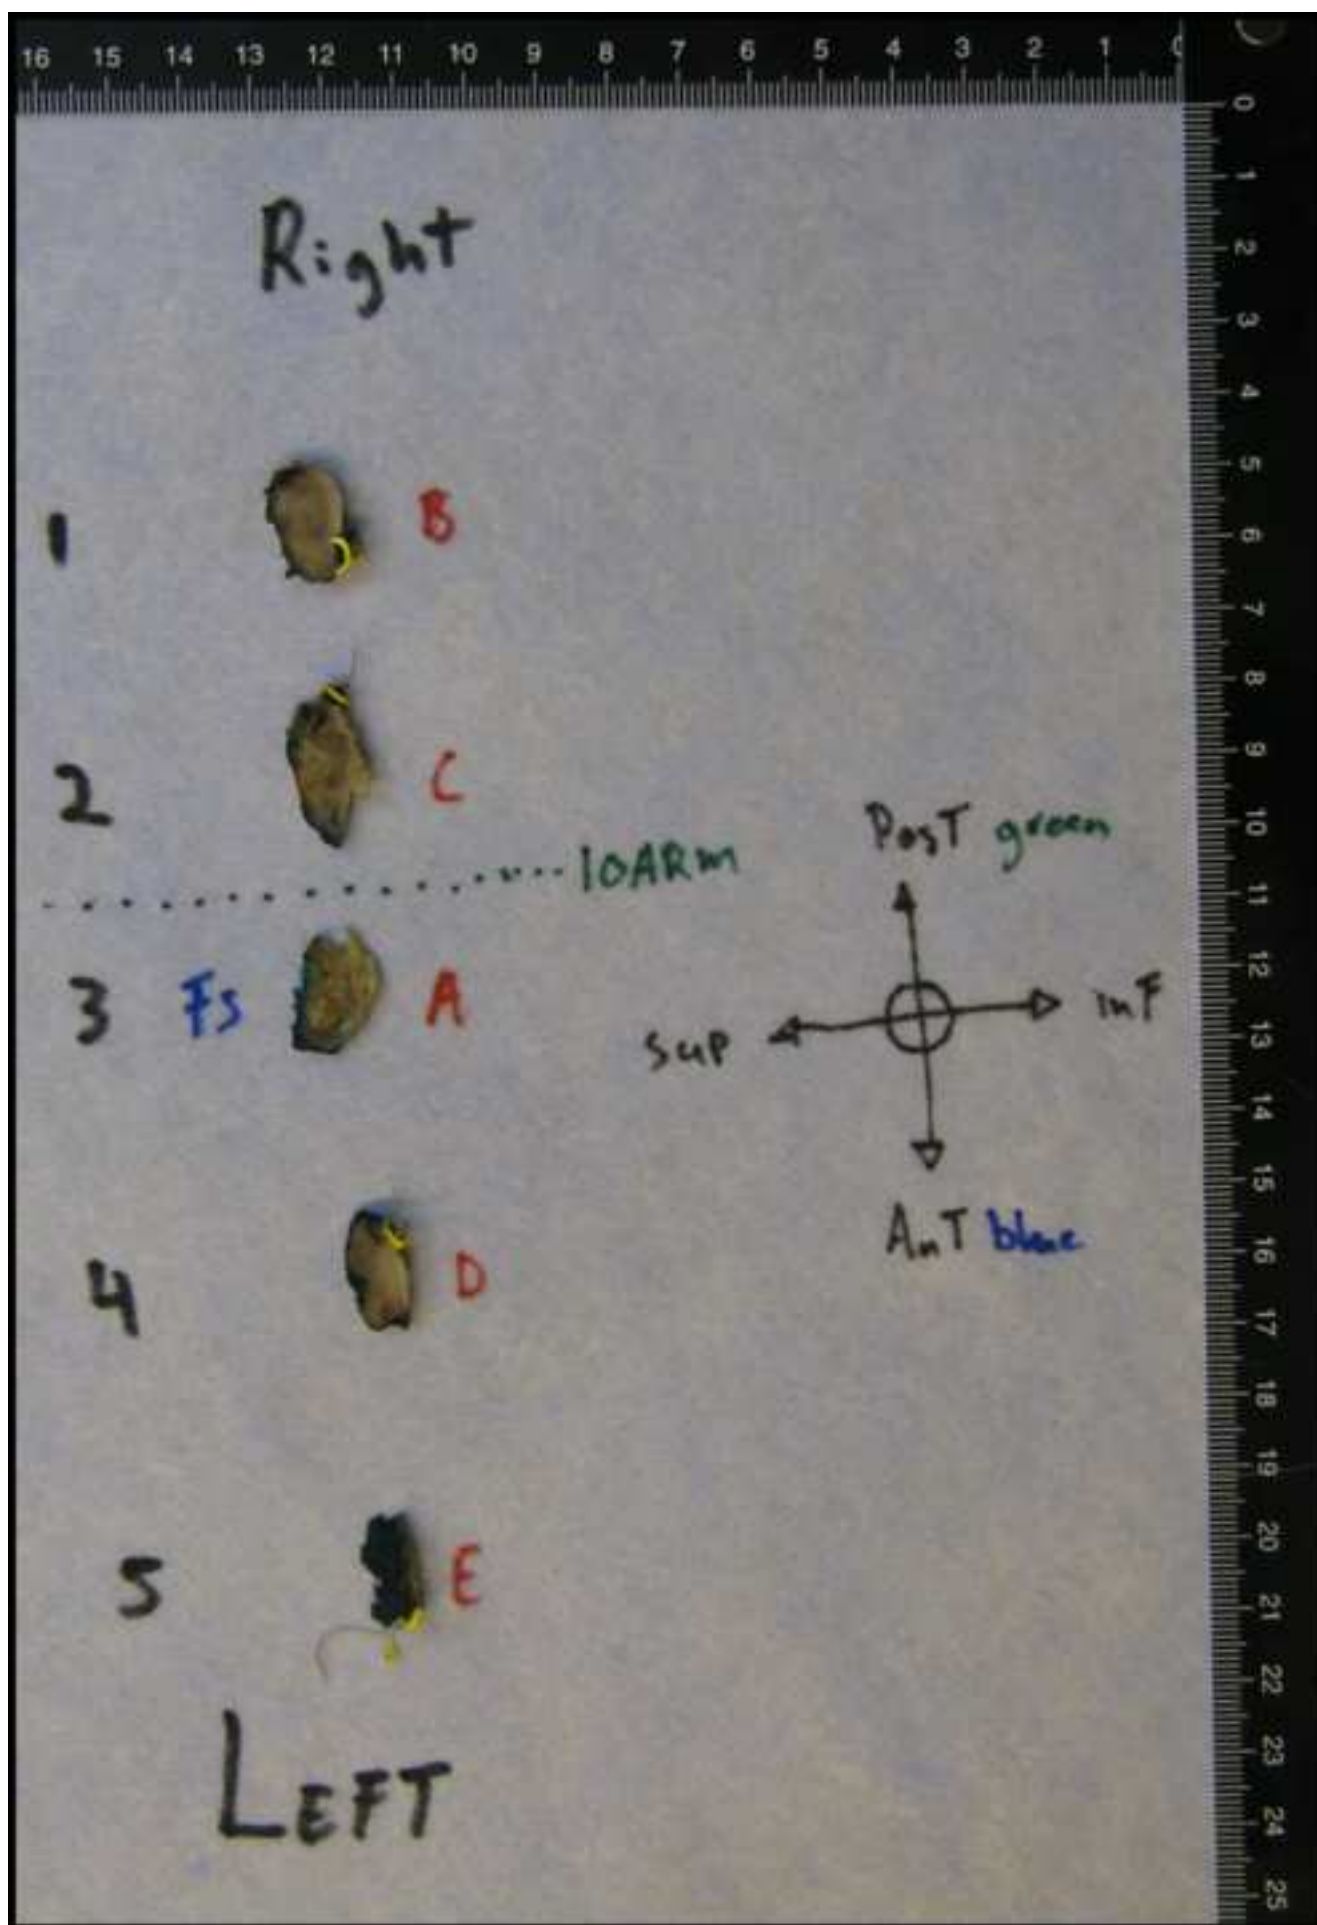 16 15 14 13 12 11 10 9 8 7 6 5 4 3 2 1 0
0 1 2 3 4 5 6 7 8 9 10 11 12 13 14 15 16 17 18 19 20 21 22 23 24 25
Right
1 B
2 C
10ARm
3 Fs A
4 D
5 E
LEFT
PosT green
sup inF
AnT blue